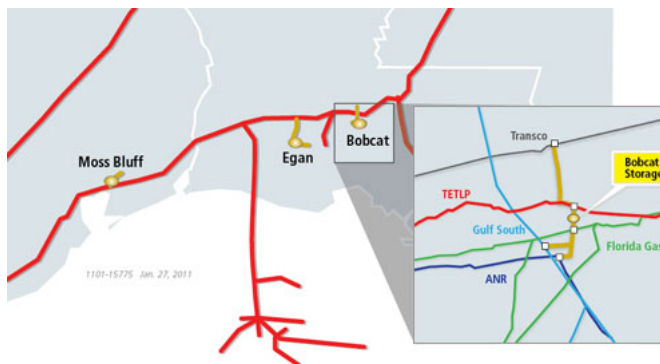 Moss Bluff
Egan
Bobcat
1101-15775 Jan. 27, 2011
Transco
Bobcat
Storage
TETLP
Gulf South
Florida Gas
ANR